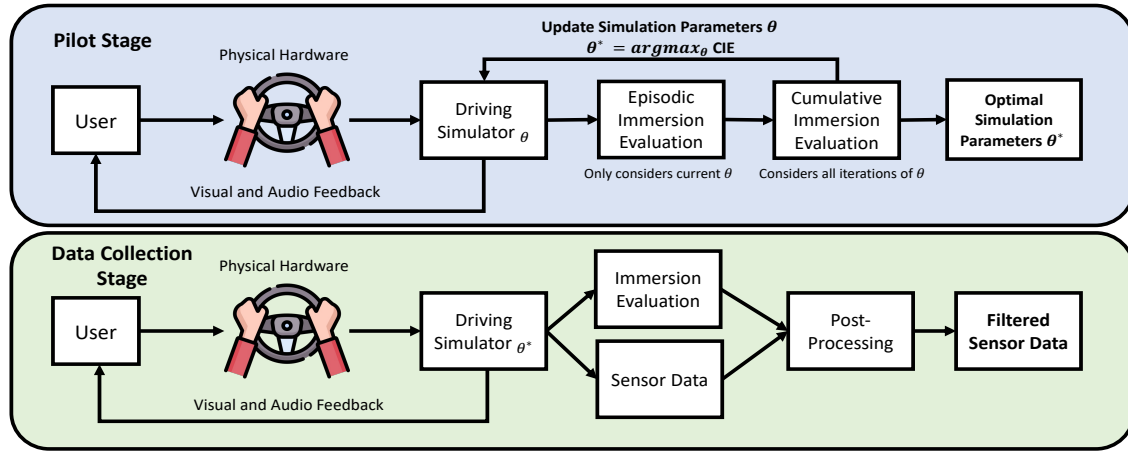 Pilot Stage
Physical Hardware
Update Simulation Parameters θ
θ* = argmax_θ CIE
User
Driving
Simulator θ
Episodic
Immersion
Evaluation
Cumulative
Immersion
Evaluation
Optimal
Simulation
Parameters θ*
Only considers current θ
Considers all iterations of θ
Visual and Audio Feedback
Data Collection
Stage
Physical Hardware
User
Driving
Simulator θ*
Immersion
Evaluation
Sensor Data
Post-
Processing
Filtered
Sensor Data
Visual and Audio Feedback